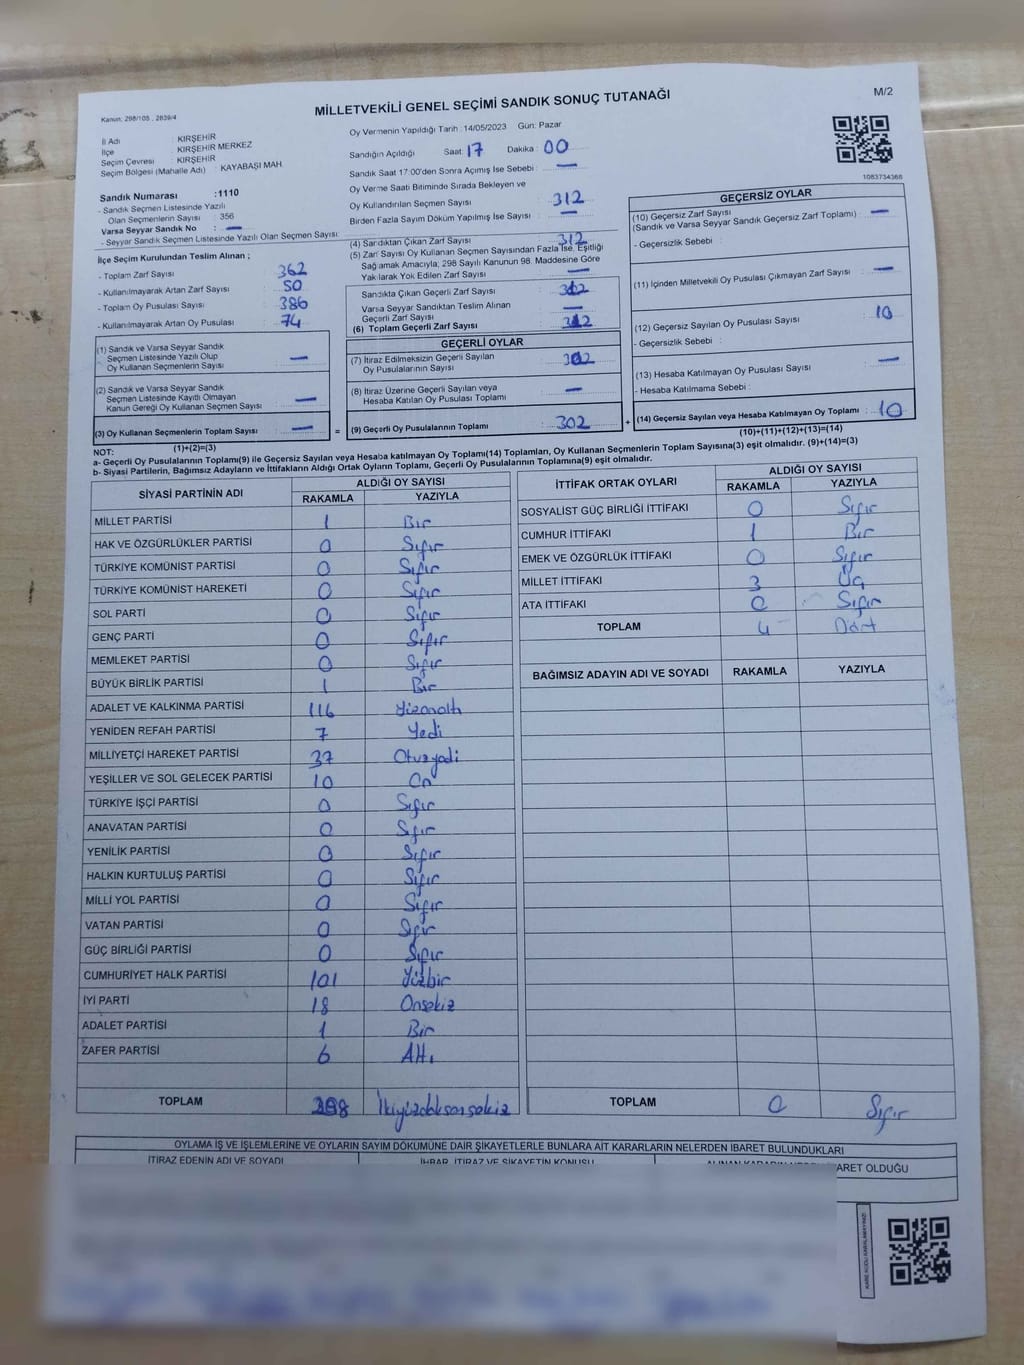 MİLLETVEKİLİ GENEL SEÇİMİ SANDIK SONUÇ TUTANAĞI
M/2
Kanun; 298/105 , 2839/4
İl Adı : KIRŞEHİR
İlçe : KIRŞEHİR MERKEZ
Seçim Çevresi : KIRŞEHİR
Seçim Bölgesi (Mahalle Adı) : KAYABAŞI MAH
Sandık Numarası : 1110
- Sandık Seçmen Listesinde Yazılı
Olan Seçmenlerin Sayısı : 356
Varsa Seyyar Sandık No : —
- Seyyar Sandık Seçmen Listesinde Yazılı Olan Seçmen Sayısı:
İlçe Seçim Kurulundan Teslim Alınan ;
- Toplam Zarf Sayısı : 362
- Kullanılmayarak Artan Zarf Sayısı : 50
- Toplam Oy Pusulası Sayısı : 386
- Kullanılmayarak Artan Oy Pusulası : 74
(1) Sandık ve Varsa Seyyar Sandık
Seçmen Listesinde Yazılı Olup
Oy Kullanan Seçmenlerin Sayısı : —
(2) Sandık ve Varsa Seyyar Sandık
Seçmen Listesinde Kayıtlı Olmayan
Kanun Gereği Oy Kullanan Seçmen Sayısı : —
(3) Oy Kullanan Seçmenlerin Toplam Sayısı : —
(1)+(2)=(3)
Oy Vermenin Yapıldığı Tarih : 14/05/2023 Gün: Pazar
Sandığın Açıldığı Saat: 17 Dakika : 00
Sandık Saat 17:00'den Sonra Açımış İse Sebebi : —
Oy Verme Saati Bitiminde Sırada Bekleyen ve
Oy Kullandırılan Seçmen Sayısı : 312
Birden Fazla Sayım Döküm Yapılmış İse Sayısı : —
(4) Sandıktan Çıkan Zarf Sayısı : 312
(5) Zarf Sayısı Oy Kullanan Seçmen Sayısından Fazla İse, Eşitliği
Sağlamak Amacıyla, 298 Sayılı Kanunun 98. Maddesine Göre
Yakılarak Yok Edilen Zarf Sayısı : —
Sandıkta Çıkan Geçerli Zarf Sayısı : 312
Varsa Seyyar Sandıktan Teslim Alınan
Geçerli Zarf Sayısı : —
(6) Toplam Geçerli Zarf Sayısı : 312
GEÇERLİ OYLAR
(7) İtiraz Edilmeksizin Geçerli Sayılan
Oy Pusulalarının Sayısı : 302
(8) İtiraz Üzerine Geçerli Sayılan veya
Hesaba Katılan Oy Pusulası Toplamı : —
= (9) Geçerli Oy Pusulalarının Toplamı : 302
1083734368
GEÇERSİZ OYLAR
(10) Geçersiz Zarf Sayısı : —
(Sandık ve Varsa Seyyar Sandık Geçersiz Zarf Toplamı)
- Geçersizlik Sebebi :
(11) İçinden Milletvekili Oy Pusulası Çıkmayan Zarf Sayısı : —
(12) Geçersiz Sayılan Oy Pusulası Sayısı : 10
- Geçersizlik Sebebi :
(13) Hesaba Katılmayan Oy Pusulası Sayısı : —
- Hesaba Katılmama Sebebi :
+ (14) Geçersiz Sayılan veya Hesaba Katılmayan Oy Toplamı : 10
(10)+(11)+(12)+(13)=(14)
NOT:
a- Geçerli Oy Pusulalarının Toplamı(9) ile Geçersiz Sayılan veya Hesaba katılmayan Oy Toplamı(14) Toplamları, Oy Kullanan Seçmenlerin Toplam Sayısına(3) eşit olmalıdır. (9)+(14)=(3)
b- Siyasi Partilerin, Bağımsız Adayların ve İttifakların Aldığı Ortak Oyların Toplamı, Geçerli Oy Pusulalarının Toplamına(9) eşit olmalıdır.
SİYASİ PARTİNİN ADI ALDIĞI OY SAYISI
RAKAMLA YAZIYLA
MİLLET PARTİSİ 1 Bir
HAK VE ÖZGÜRLÜKLER PARTİSİ 0 Sıfır
TÜRKİYE KOMÜNİST PARTİSİ 0 Sıfır
TÜRKİYE KOMÜNİST HAREKETİ 0 Sıfır
SOL PARTİ 0 Sıfır
GENÇ PARTİ 0 Sıfır
MEMLEKET PARTİSİ 0 Sıfır
BÜYÜK BİRLİK PARTİSİ 1 Bir
ADALET VE KALKINMA PARTİSİ 116 Yüzonaltı
YENİDEN REFAH PARTİSİ 7 Yedi
MİLLİYETÇİ HAREKET PARTİSİ 37 Otuzyedi
YEŞİLLER VE SOL GELECEK PARTİSİ 10 On
TÜRKİYE İŞÇİ PARTİSİ 0 Sıfır
ANAVATAN PARTİSİ 0 Sıfır
YENİLİK PARTİSİ 0 Sıfır
HALKIN KURTULUŞ PARTİSİ 0 Sıfır
MİLLİ YOL PARTİSİ 0 Sıfır
VATAN PARTİSİ 0 Sıfır
GÜÇ BİRLİĞİ PARTİSİ 0 Sıfır
CUMHURİYET HALK PARTİSİ 101 Yüzbir
İYİ PARTİ 18 Onsekiz
ADALET PARTİSİ 1 Bir
ZAFER PARTİSİ 6 Altı
TOPLAM 298 İkiyüzdoksansekiz
İTTİFAK ORTAK OYLARI ALDIĞI OY SAYISI
RAKAMLA YAZIYLA
SOSYALİST GÜÇ BİRLİĞİ İTTİFAKI 0 Sıfır
CUMHUR İTTİFAKI 1 Bir
EMEK VE ÖZGÜRLÜK İTTİFAKI 0 Sıfır
MİLLET İTTİFAKI 3 Üç
ATA İTTİFAKI 0 Sıfır
TOPLAM 4 Dört
BAĞIMSIZ ADAYIN ADI VE SOYADI RAKAMLA YAZIYLA
TOPLAM 0 Sıfır
OYLAMA İŞ VE İŞLEMLERİNE VE OYLARIN SAYIM DÖKÜMÜNE DAİR ŞİKAYETLERLE BUNLARA AİT KARARLARIN NELERDEN İBARET BULUNDUKLARI
İTİRAZ EDENİN ADI VE SOYADI İHBAR, İTİRAZ VE ŞİKAYETİN KONUSU ALINAN KARARIN NEDEN İBARET OLDUĞU
KARE KODU KARALAMAYINIZ!